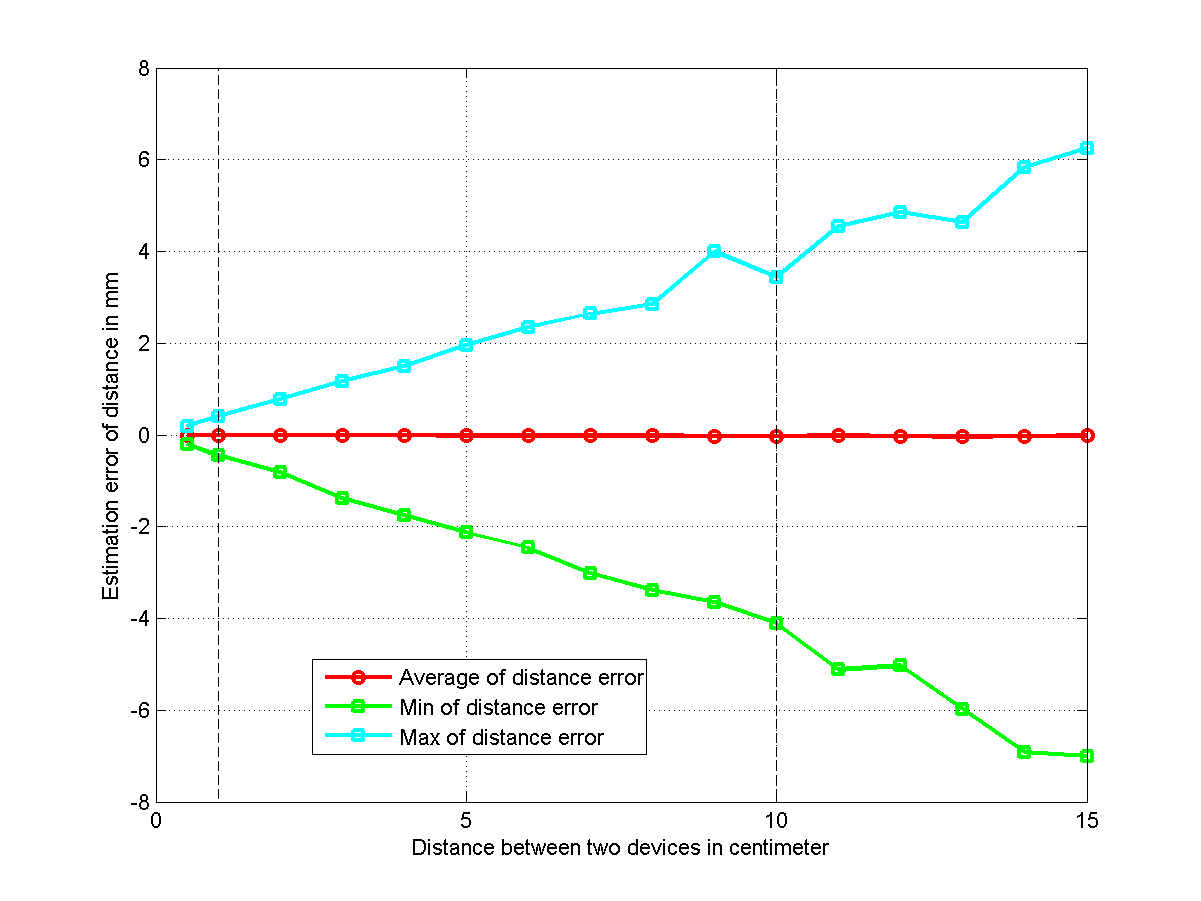 8
6
4
2
0
-2
-4
-6
-8
Estimation error of distance in mm
Average of distance error
Min of distance error
Max of distance error
0 5 10 15
Distance between two devices in centimeter